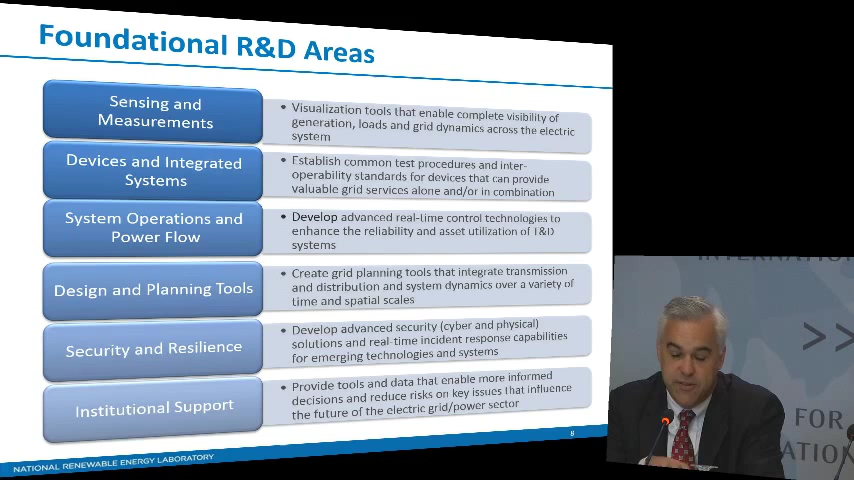 Foundational R&D Areas
Sensing and
Measurements
• Visualization tools that enable complete visibility of
generation, loads and grid dynamics across the electric
system
Devices and Integrated
Systems
• Establish common test procedures and inter-
operability standards for devices that can provide
valuable grid services alone and/or in combination
System Operations and
Power Flow
• Develop advanced real-time control technologies to
enhance the reliability and asset utilization of T&D
systems
Design and Planning Tools
• Create grid planning tools that integrate transmission
and distribution and system dynamics over a variety of
time and spatial scales
Security and Resilience
• Develop advanced security (cyber and physical)
solutions and real-time incident response capabilities
for emerging technologies and systems
Institutional Support
• Provide tools and data that enable more informed
decisions and reduce risks on key issues that influence
the future of the electric grid/power sector
8
NATIONAL RENEWABLE ENERGY LABORATORY
>>
FOR